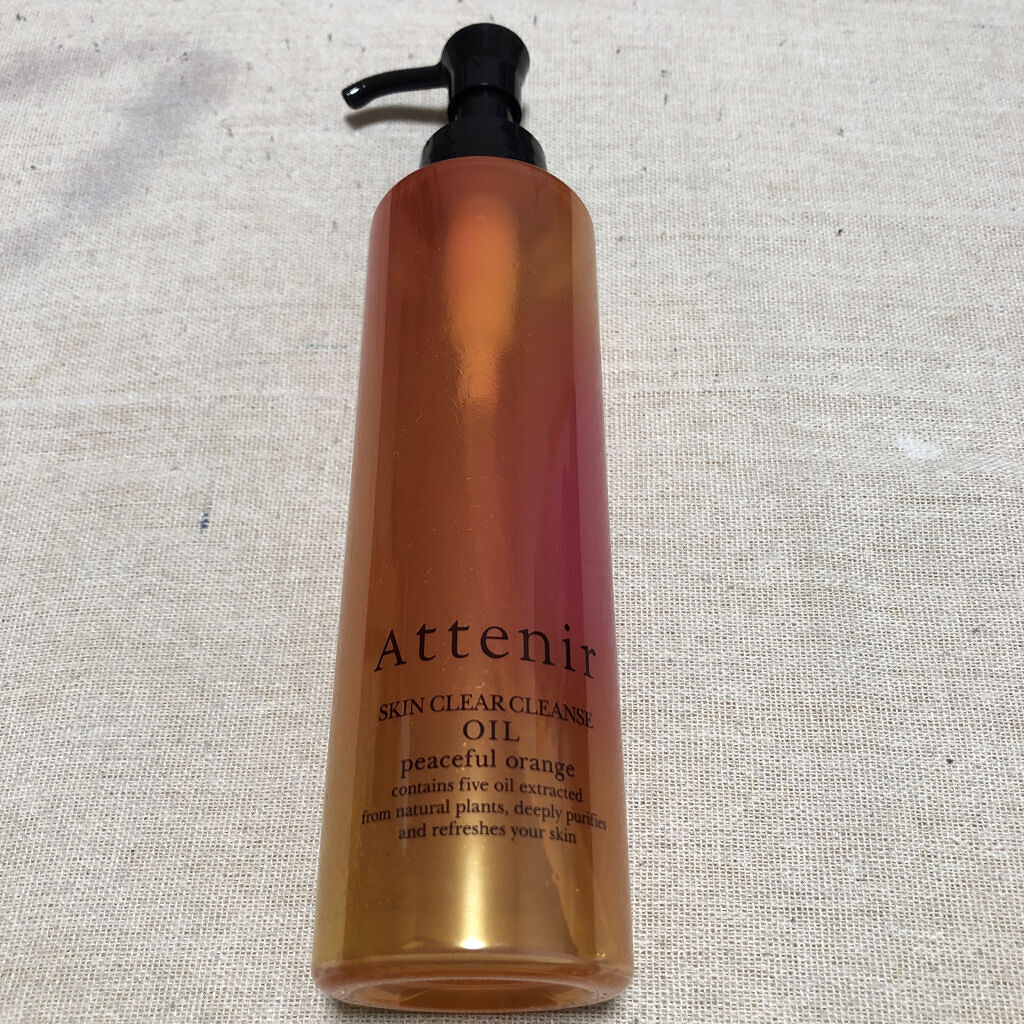 Attenir
SKIN CLEAR CLEANSE
OIL
peaceful orange
contains five oil extracted
from natural plants, deeply purifies
and refreshes your skin